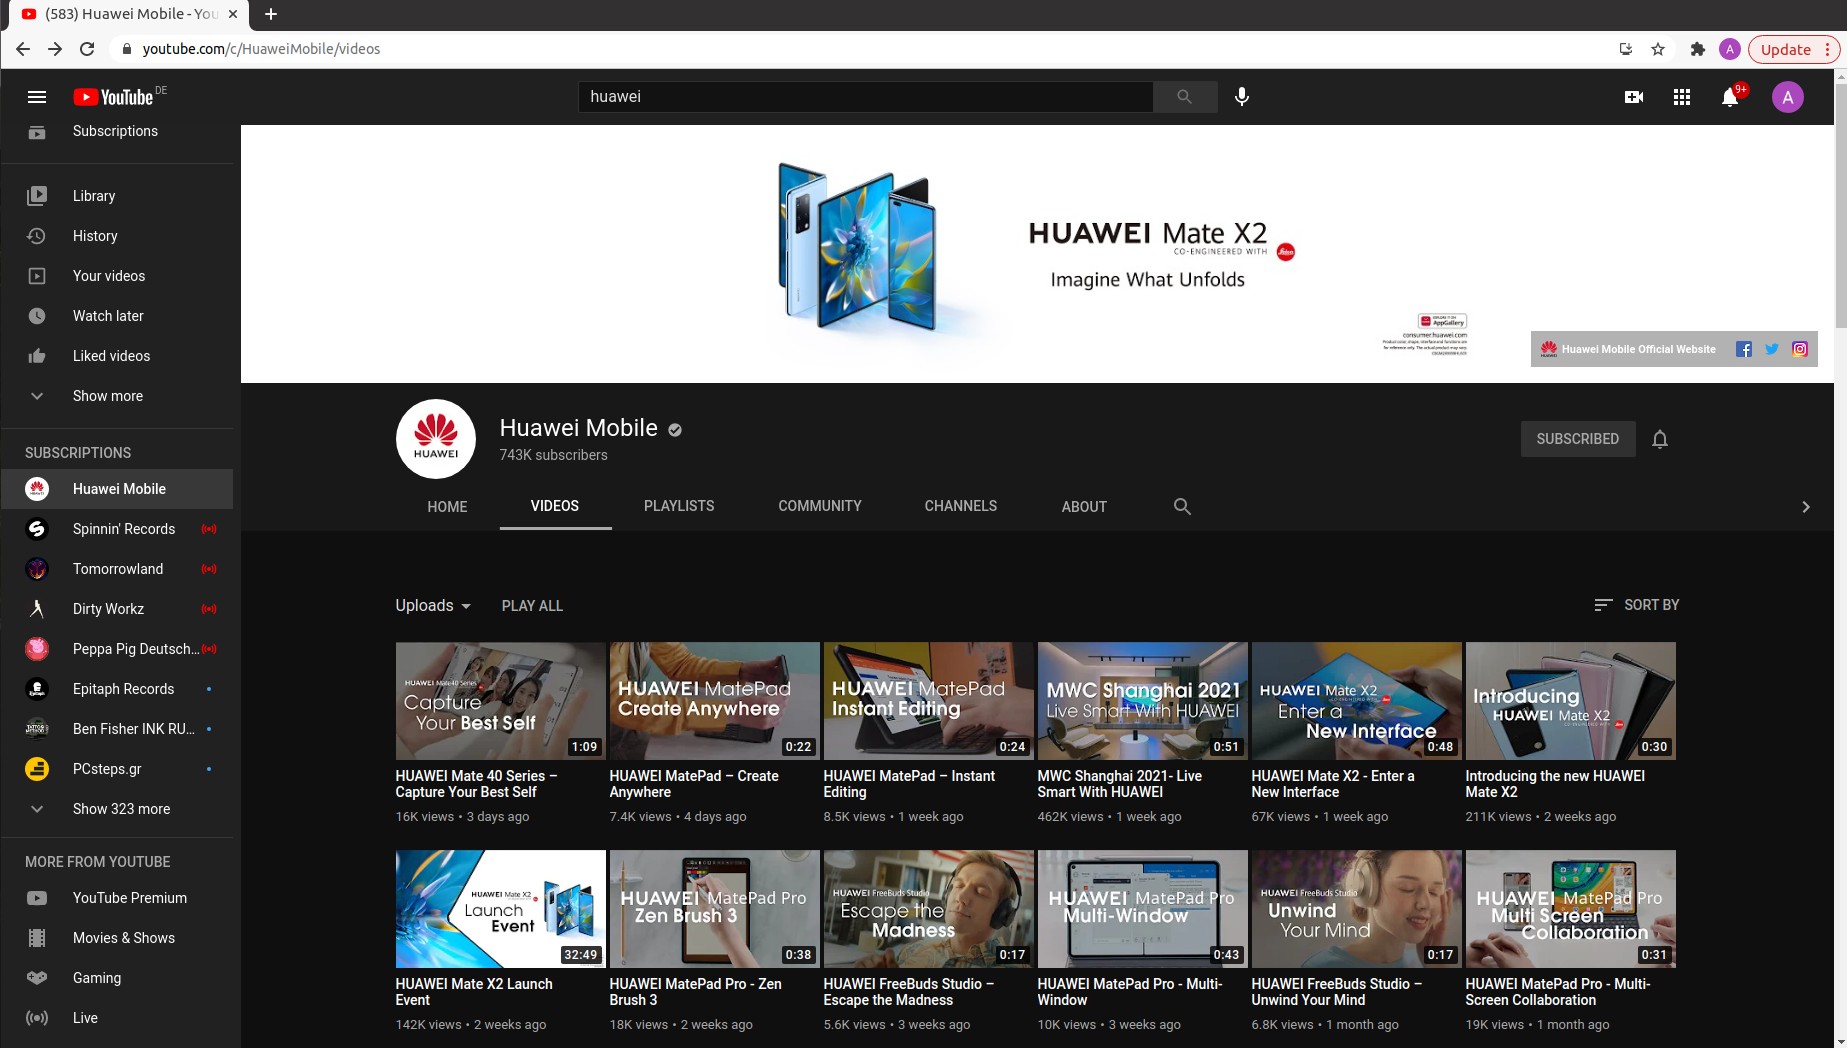 (583) Huawei Mobile - You
youtube.com/c/HuaweiMobile/videos
A
Update
YouTube DE
huawei
9+
A
Subscriptions
Library
History
Your videos
Watch later
Liked videos
Show more
SUBSCRIPTIONS
Huawei Mobile
Spinnin' Records
Tomorrowland
Dirty Workz
Peppa Pig Deutsch...
Epitaph Records
Ben Fisher INK RU...
PCsteps.gr
Show 323 more
MORE FROM YOUTUBE
YouTube Premium
Movies & Shows
Gaming
Live
HUAWEI Mate X2
CO-ENGINEERED WITH
Imagine What Unfolds
AppGallery
consumer.huawei.com
Huawei Mobile Official Website
HUAWEI
Huawei Mobile
743K subscribers
SUBSCRIBED
HOME VIDEOS PLAYLISTS COMMUNITY CHANNELS ABOUT
Uploads PLAY ALL SORT BY
HUAWEI Mate40 Series
Capture
Your Best Self
1:09
HUAWEI Mate 40 Series –
Capture Your Best Self
16K views • 3 days ago
HUAWEI MatePad
Create Anywhere
0:22
HUAWEI MatePad – Create
Anywhere
7.4K views • 4 days ago
HUAWEI MatePad
Instant Editing
0:24
HUAWEI MatePad – Instant
Editing
8.5K views • 1 week ago
MWC Shanghai 2021
Live Smart With HUAWEI
0:51
MWC Shanghai 2021- Live
Smart With HUAWEI
462K views • 1 week ago
HUAWEI Mate X2
Enter a
New Interface
0:48
HUAWEI Mate X2 - Enter a
New Interface
67K views • 1 week ago
Introducing
HUAWEI Mate X2
0:30
Introducing the new HUAWEI
Mate X2
211K views • 2 weeks ago
HUAWEI Mate X2
Launch
Event
32:49
HUAWEI Mate X2 Launch
Event
142K views • 2 weeks ago
HUAWEI MatePad Pro
Zen Brush 3
0:38
HUAWEI MatePad Pro - Zen
Brush 3
18K views • 2 weeks ago
HUAWEI FreeBuds Studio
Escape the
Madness
0:17
HUAWEI FreeBuds Studio –
Escape the Madness
5.6K views • 3 weeks ago
HUAWEI MatePad Pro
Multi-Window
0:43
HUAWEI MatePad Pro - Multi-
Window
10K views • 3 weeks ago
HUAWEI FreeBuds Studio
Unwind
Your Mind
0:17
HUAWEI FreeBuds Studio –
Unwind Your Mind
6.8K views • 1 month ago
HUAWEI MatePad Pro
Multi Screen
Collaboration
0:31
HUAWEI MatePad Pro - Multi-
Screen Collaboration
19K views • 1 month ago